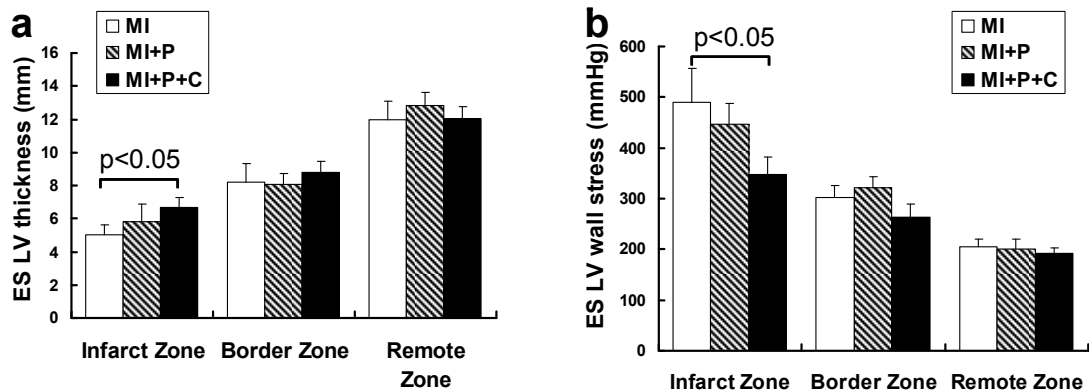 a
MI
MI+P
MI+P+C
ES LV thickness (mm)
16
14
12
10
8
6
4
2
0
p<0.05
Infarct Zone
Border Zone
Remote
Zone
b
MI
MI+P
MI+P+C
ES LV wall stress (mmHg)
600
500
400
300
200
100
0
p<0.05
Infarct Zone
Border Zone
Remote Zone